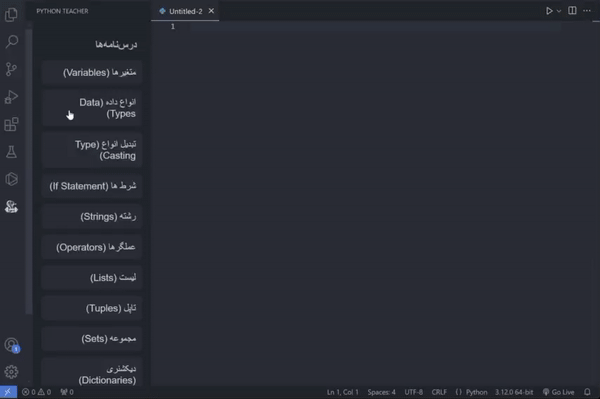 PYTHON TEACHER
Untitled-2
1
درس‌نامه‌ها
متغیرها (Variables)
انواع داده (Data
Types)
تبدیل انواع (Type
Casting)
شرط ها (If Statement)
رشته (Strings)
عملگرها (Operators)
لیست (Lists)
تاپل (Tuples)
مجموعه (Sets)
دیکشنری
(Dictionaries)
1
0 0 0 Ln 1, Col 1 Spaces: 4 UTF-8 CRLF Python 3.12.0 64-bit Go Live